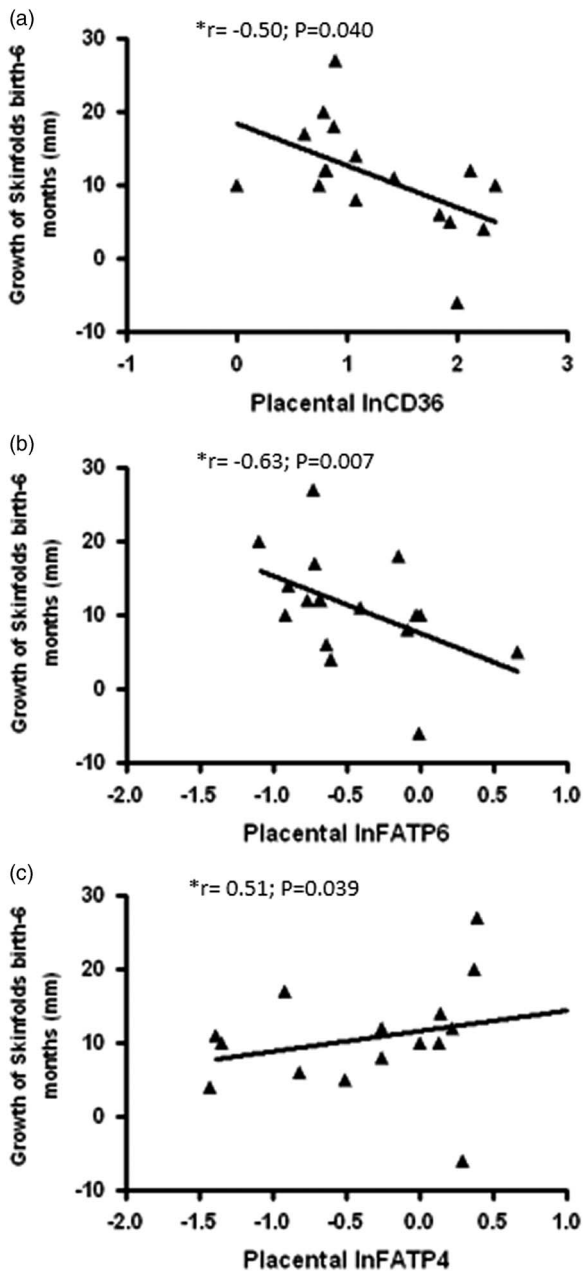 (a)
*r= -0.50; P=0.040
Growth of Skinfolds birth-6
months (mm)
30
20
10
0
-10
-1 0 1 2 3
Placental lnCD36
(b)
*r= -0.63; P=0.007
Growth of Skinfolds birth-6
months (mm)
30
20
10
0
-10
-2.0 -1.5 -1.0 -0.5 0.0 0.5 1.0
Placental lnFATP6
(c)
*r= 0.51; P=0.039
Growth of Skinfolds birth-6
months (mm)
30
20
10
0
-10
-2.0 -1.5 -1.0 -0.5 0.0 0.5 1.0
Placental lnFATP4